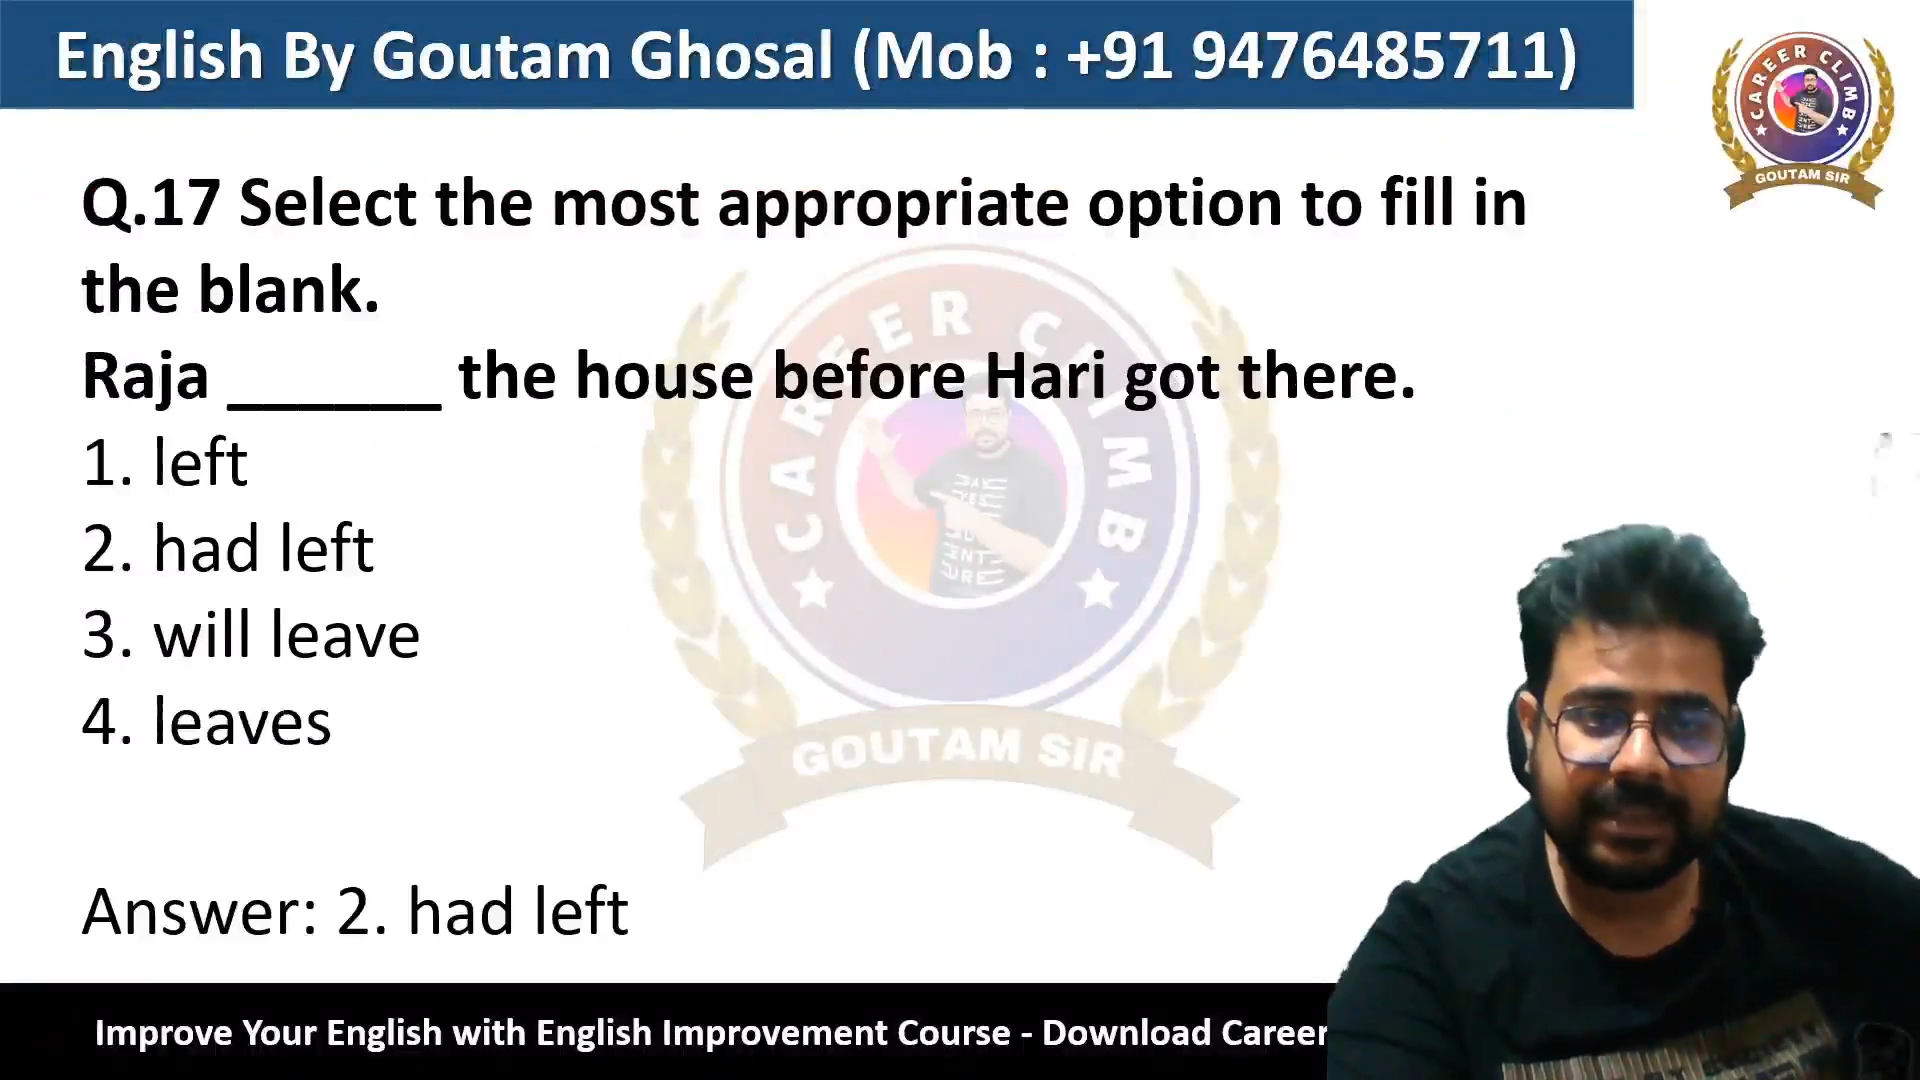 English By Goutam Ghosal (Mob : +91 9476485711)
CAREER CLIMB
GOUTAM SIR
Q.17 Select the most appropriate option to fill in
the blank.
Raja ______ the house before Hari got there.
1. left
2. had left
3. will leave
4. leaves
CAREER CLIMB
GOUTAM SIR
Answer: 2. had left
Improve Your English with English Improvement Course - Download Career